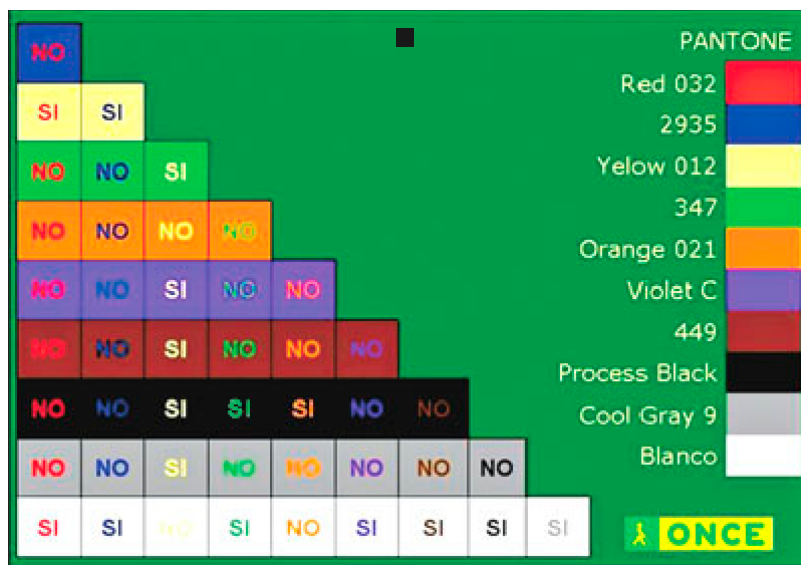 NO
SI SI
NO NO SI
NO NO NO NO
NO NO SI NO NO
NO NO SI NO NO NO
NO NO SI SI SI NO NO
NO NO SI NO NO NO NO NO
SI SI NO SI NO SI SI SI SI
PANTONE
Red 032
2935
Yelow 012
347
Orange 021
Violet C
449
Process Black
Cool Gray 9
Blanco
ONCE